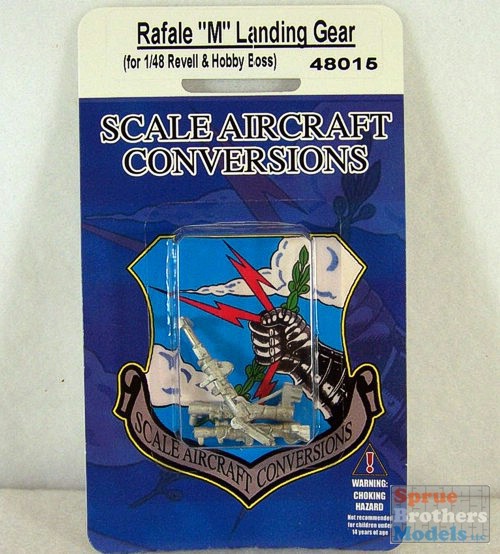 Rafale "M" Landing Gear
(for 1/48 Revell & Hobby Boss)
48015
SCALE AIRCRAFT
CONVERSIONS
SCALE AIRCRAFT CONVERSIONS
WARNING:
CHOKING
HAZARD
Not recommended
for children under
14 years of age
Sprue
Brothers
Models LLC